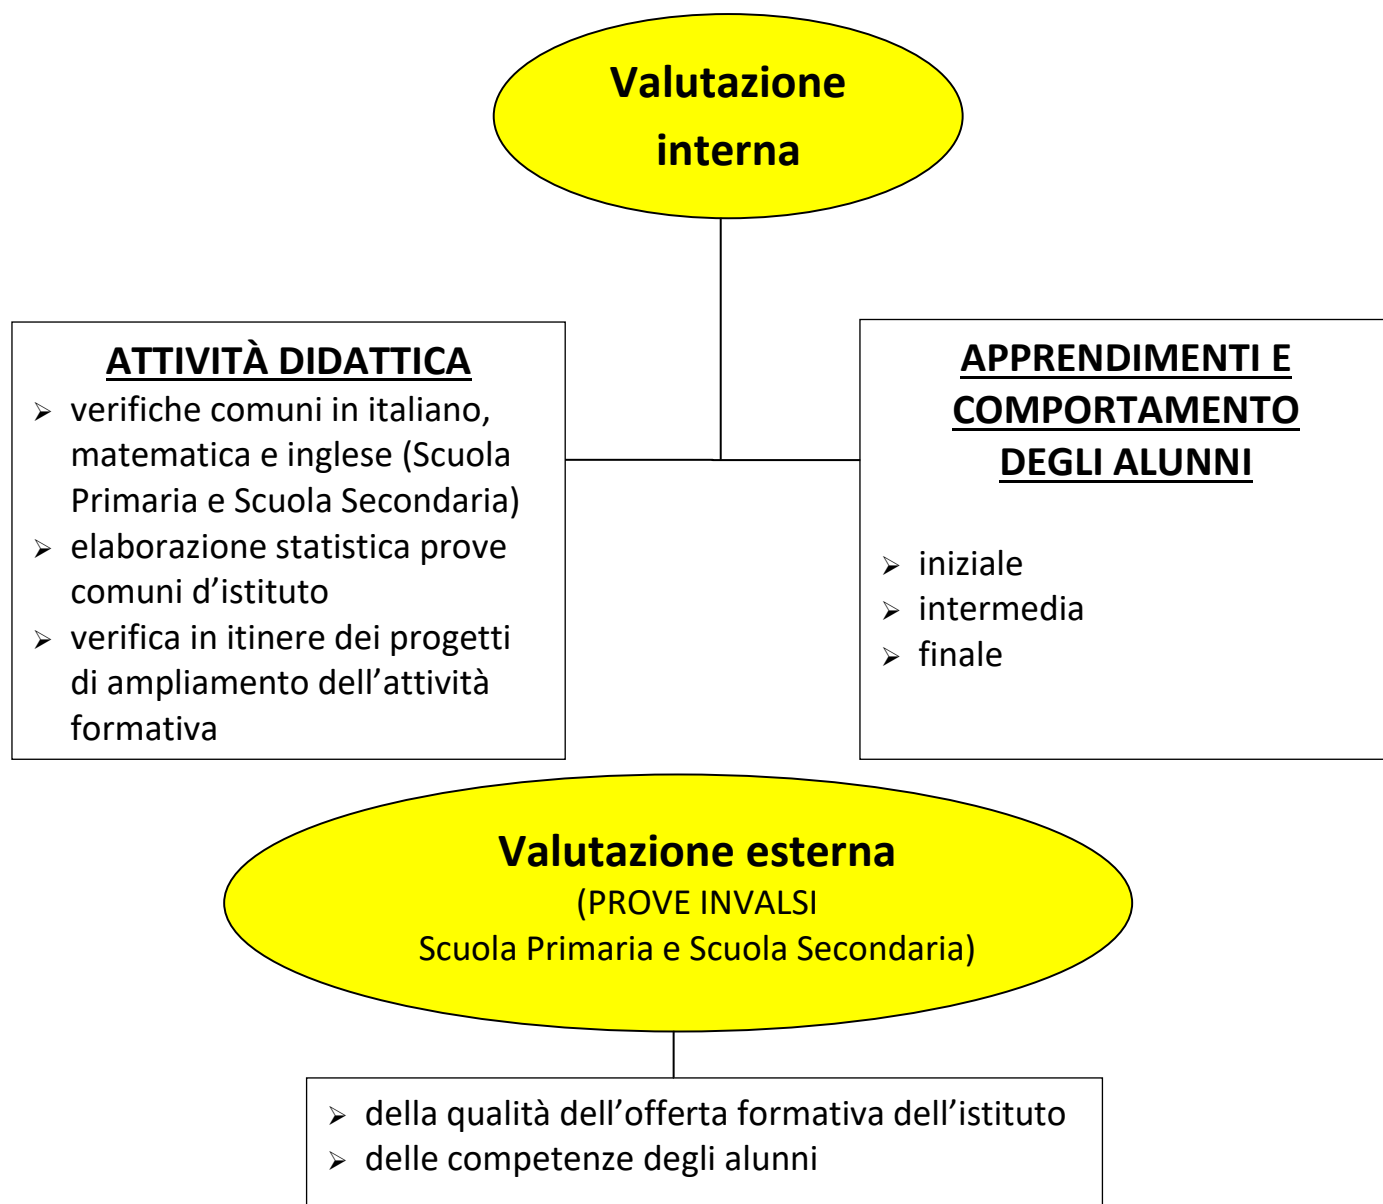 Valutazione
interna
ATTIVITÀ DIDATTICA
➢ verifiche comuni in italiano,
matematica e inglese (Scuola
Primaria e Scuola Secondaria)
➢ elaborazione statistica prove
comuni d’istituto
➢ verifica in itinere dei progetti
di ampliamento dell’attività
formativa
APPRENDIMENTI E
COMPORTAMENTO
DEGLI ALUNNI
➢ iniziale
➢ intermedia
➢ finale
Valutazione esterna
(PROVE INVALSI
Scuola Primaria e Scuola Secondaria)
➢ della qualità dell’offerta formativa dell’istituto
➢ delle competenze degli alunni